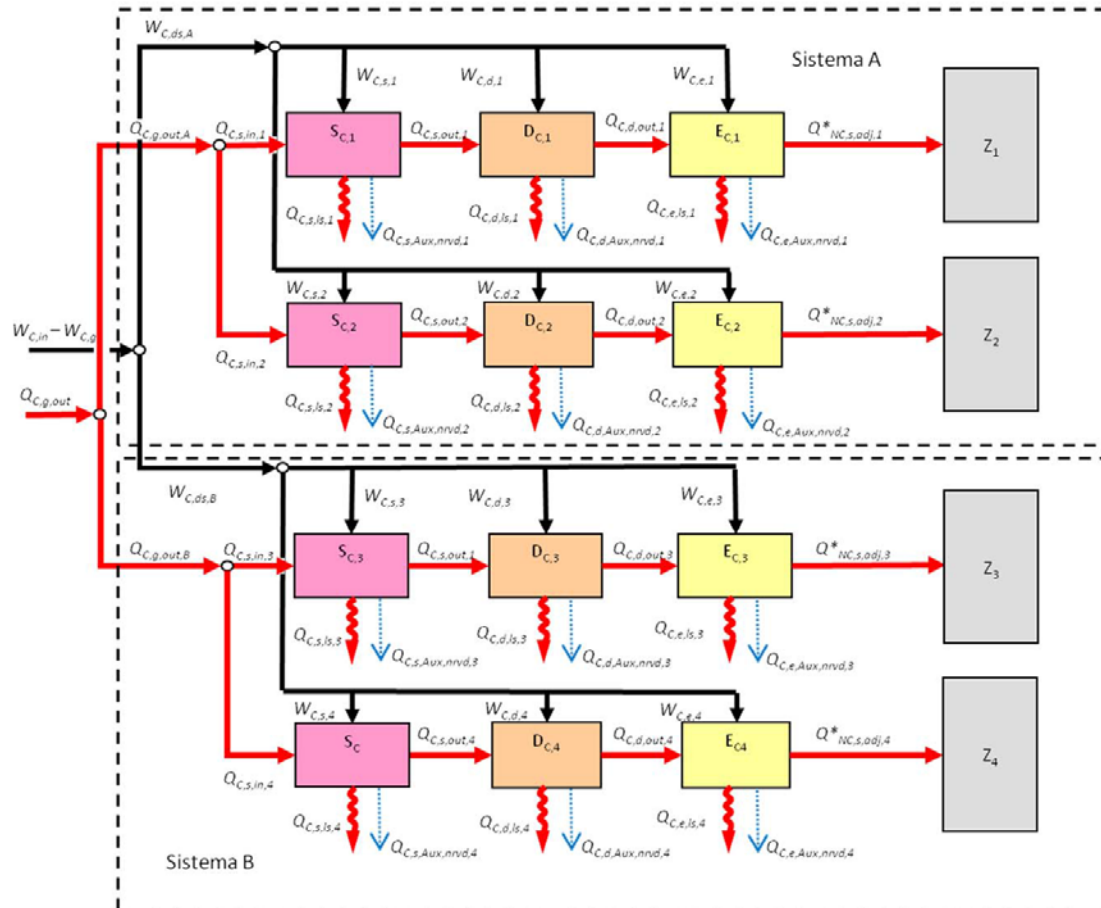 W_C,ds,A
Sistema A
W_C,s,1
W_C,d,1
W_C,e,1
Q_C,g,out,A
Q_C,s,in,1
S_C,1
Q_C,s,out,1
D_C,1
Q_C,d,out,1
E_C,1
Q*_NC,s,adj,1
Z_1
Q_C,s,ls,1
Q_C,s,Aux,nrvd,1
Q_C,d,ls,1
Q_C,d,Aux,nrvd,1
Q_C,e,ls,1
Q_C,e,Aux,nrvd,1
W_C,s,2
W_C,d,2
W_C,e,2
S_C,2
Q_C,s,out,2
D_C,2
Q_C,d,out,2
E_C,2
Q*_NC,s,adj,2
Z_2
W_C,in–W_C,g
Q_C,s,in,2
Q_C,g,out
Q_C,s,ls,2
Q_C,s,Aux,nrvd,2
Q_C,d,ls,2
Q_C,d,Aux,nrvd,2
Q_C,e,ls,2
Q_C,e,Aux,nrvd,2
W_C,ds,B
W_C,s,3
W_C,d,3
W_C,e,3
Q_C,g,out,B
Q_C,s,in,3
S_C,3
Q_C,s,out,1
D_C,3
Q_C,d,out,3
E_C,3
Q*_NC,s,adj,3
Z_3
Q_C,s,ls,3
Q_C,s,Aux,nrvd,3
Q_C,d,ls,3
Q_C,d,Aux,nrvd,3
Q_C,e,ls,3
Q_C,e,Aux,nrvd,3
W_C,s,4
W_C,d,4
W_C,e,4
S_C
Q_C,s,out,4
D_C,4
Q_C,d,out,4
E_C4
Q*_NC,s,adj,4
Z_4
Q_C,s,in,4
Q_C,s,ls,4
Q_C,s,Aux,nrvd,4
Q_C,d,ls,4
Q_C,d,Aux,nrvd,4
Q_C,e,ls,4
Q_C,e,Aux,nrvd,4
Sistema B